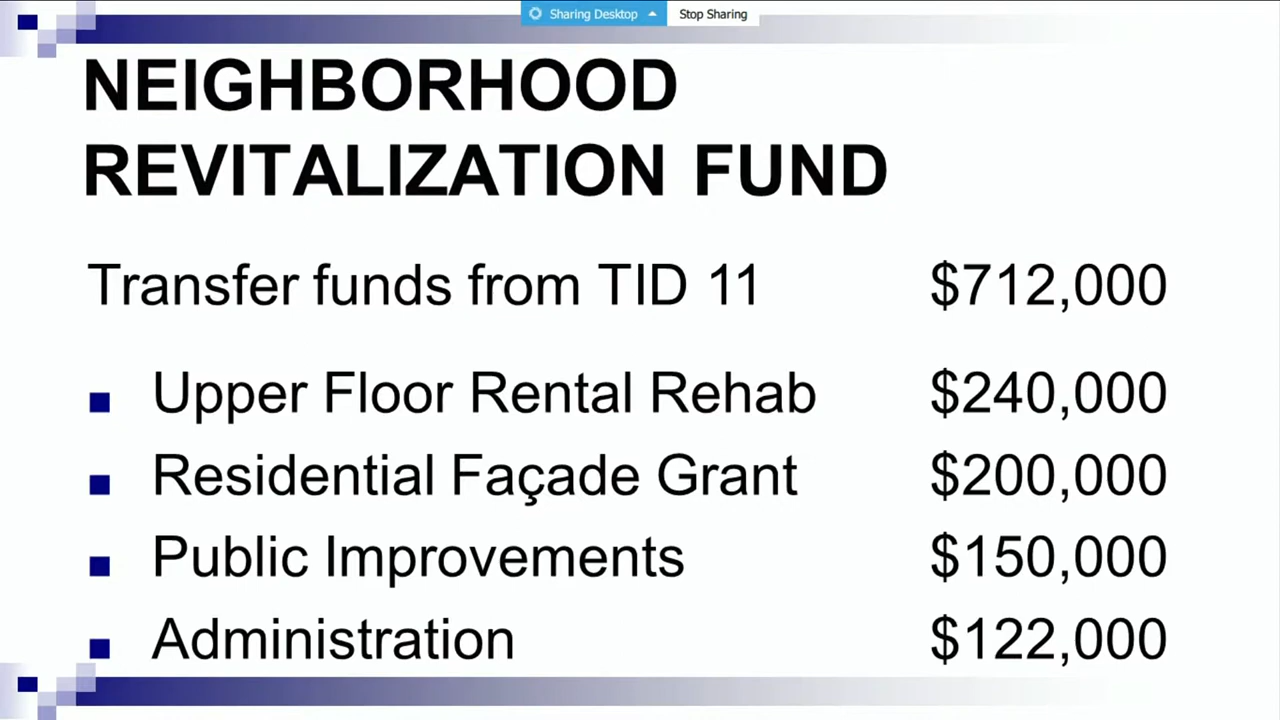 Sharing Desktop Stop Sharing
NEIGHBORHOOD
REVITALIZATION FUND
Transfer funds from TID 11 $712,000
Upper Floor Rental Rehab $240,000
Residential Façade Grant $200,000
Public Improvements $150,000
Administration $122,000